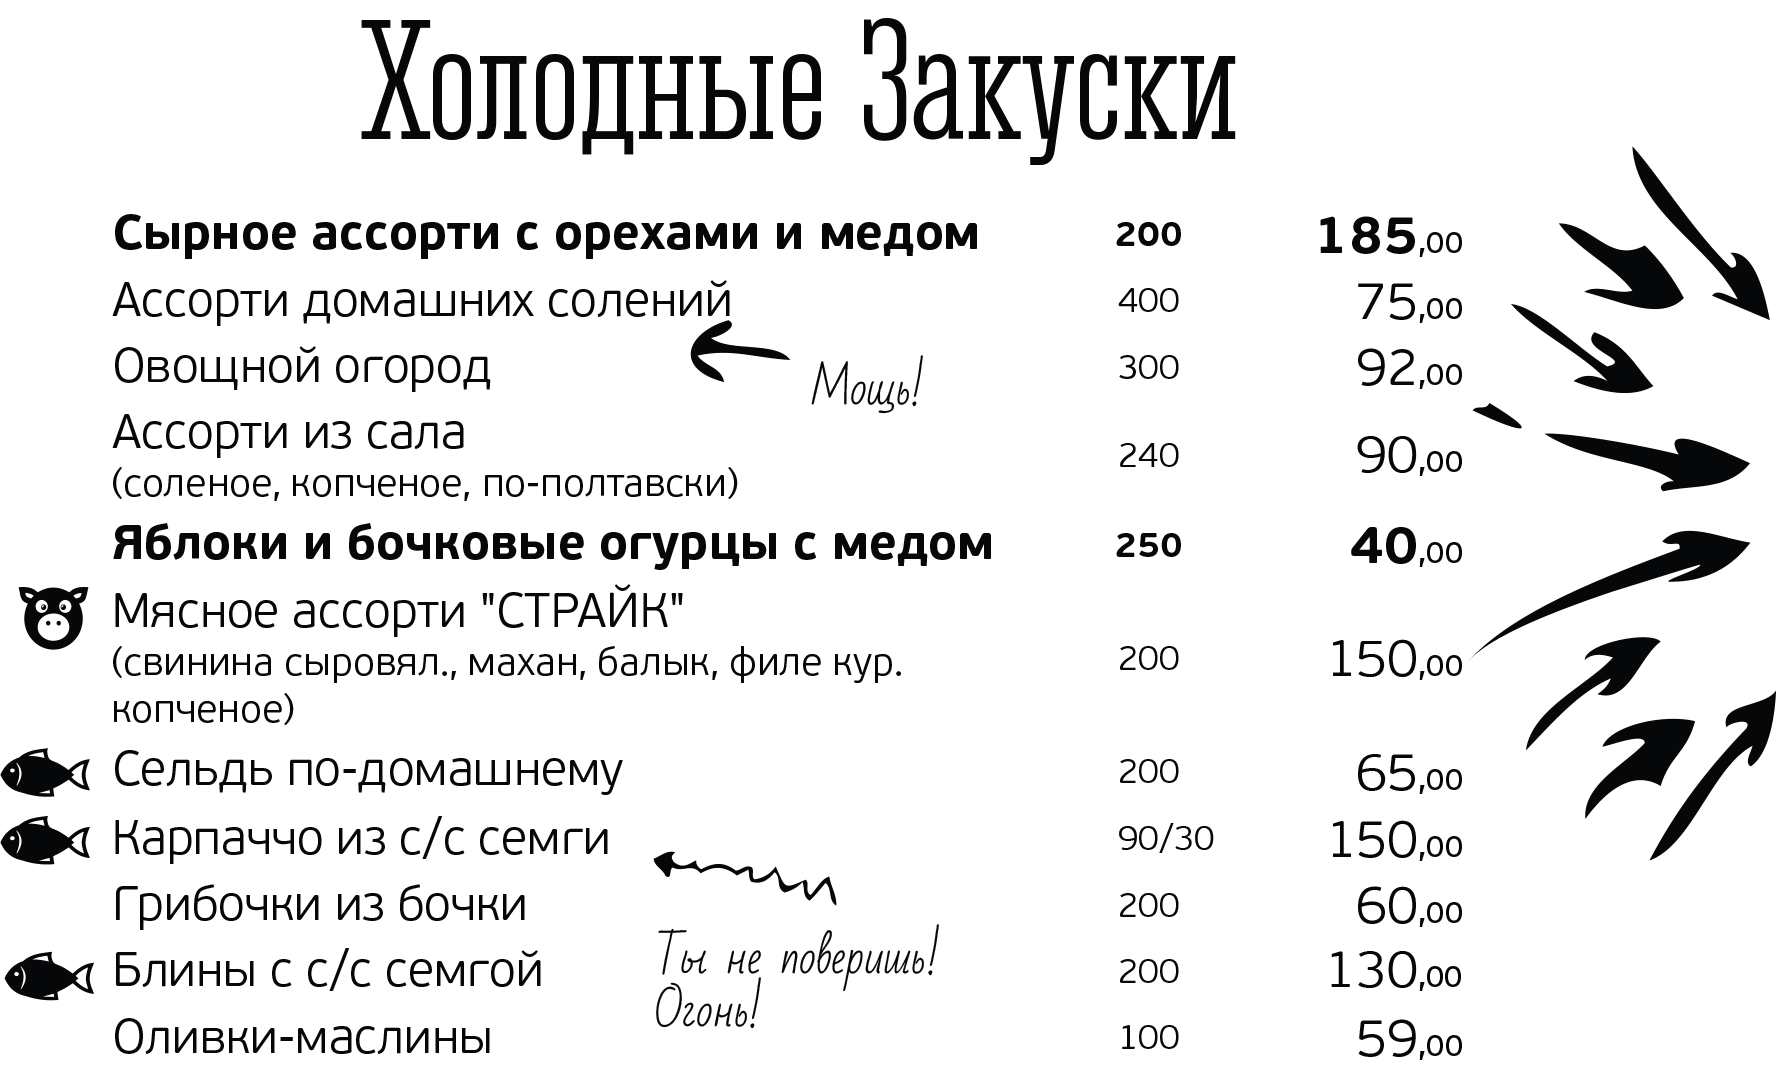 Холодные Закуски
Сырное ассорти с орехами и медом 200 185,00
Ассорти домашних солений 400 75,00
Овощной огород 300 92,00
Мощь!
Ассорти из сала
(соленое, копченое, по-полтавски) 240 90,00
Яблоки и бочковые огурцы с медом 250 40,00
Мясное ассорти "СТРАЙК"
(свинина сыровял., махан, балык, филе кур. 200 150,00
копченое)
Сельдь по-домашнему 200 65,00
Карпаччо из с/с семги 90/30 150,00
Грибочки из бочки 200 60,00
Ты не поверишь!
Огонь!
Блины с с/с семгой 200 130,00
Оливки-маслины 100 59,00